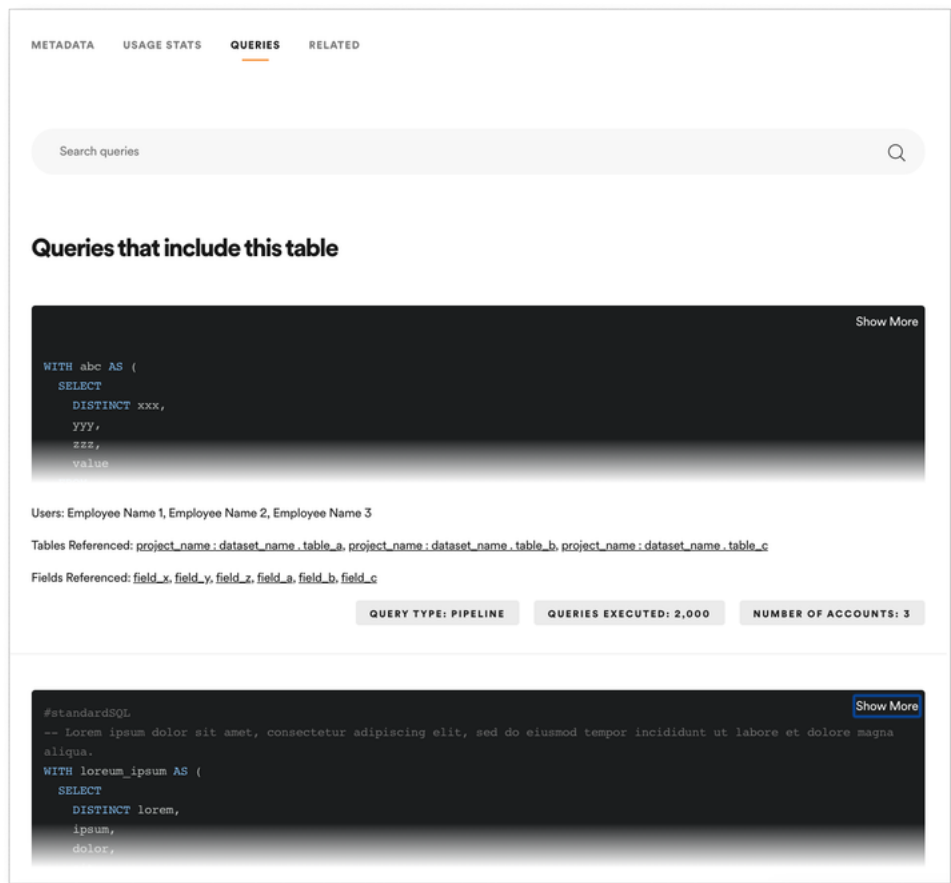 METADATA USAGE STATS QUERIES RELATED
Search queries
Queries that include this table
Show More
WITH abc AS (
SELECT
DISTINCT xxx,
yyy,
zzz,
value
Users: Employee Name 1, Employee Name 2, Employee Name 3
Tables Referenced: project_name : dataset_name . table_a, project_name : dataset_name . table_b, project_name : dataset_name . table_c
Fields Referenced: field_x, field_y, field_z, field_a, field_b, field_c
QUERY TYPE: PIPELINE QUERIES EXECUTED: 2,000 NUMBER OF ACCOUNTS: 3
Show More
#standardSQL
-- Lorem ipsum dolor sit amet, consectetur adipiscing elit, sed do eiusmod tempor incididunt ut labore et dolore magna
aliqua.
WITH loreum_ipsum AS (
SELECT
DISTINCT lorem,
ipsum,
dolor,